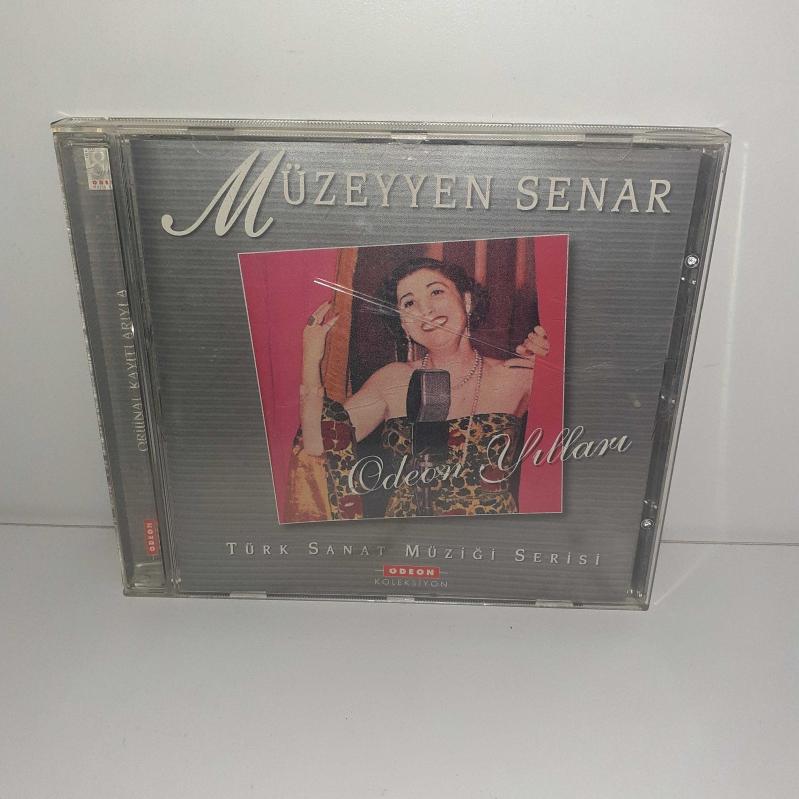 MÜZEYYEN SENAR
Odeon Yılları
TÜRK SANAT MÜZİĞİ SERİSİ
ODEON
KOLEKSİYON
ORİJİNAL KAYITLARIYLA
ODEON